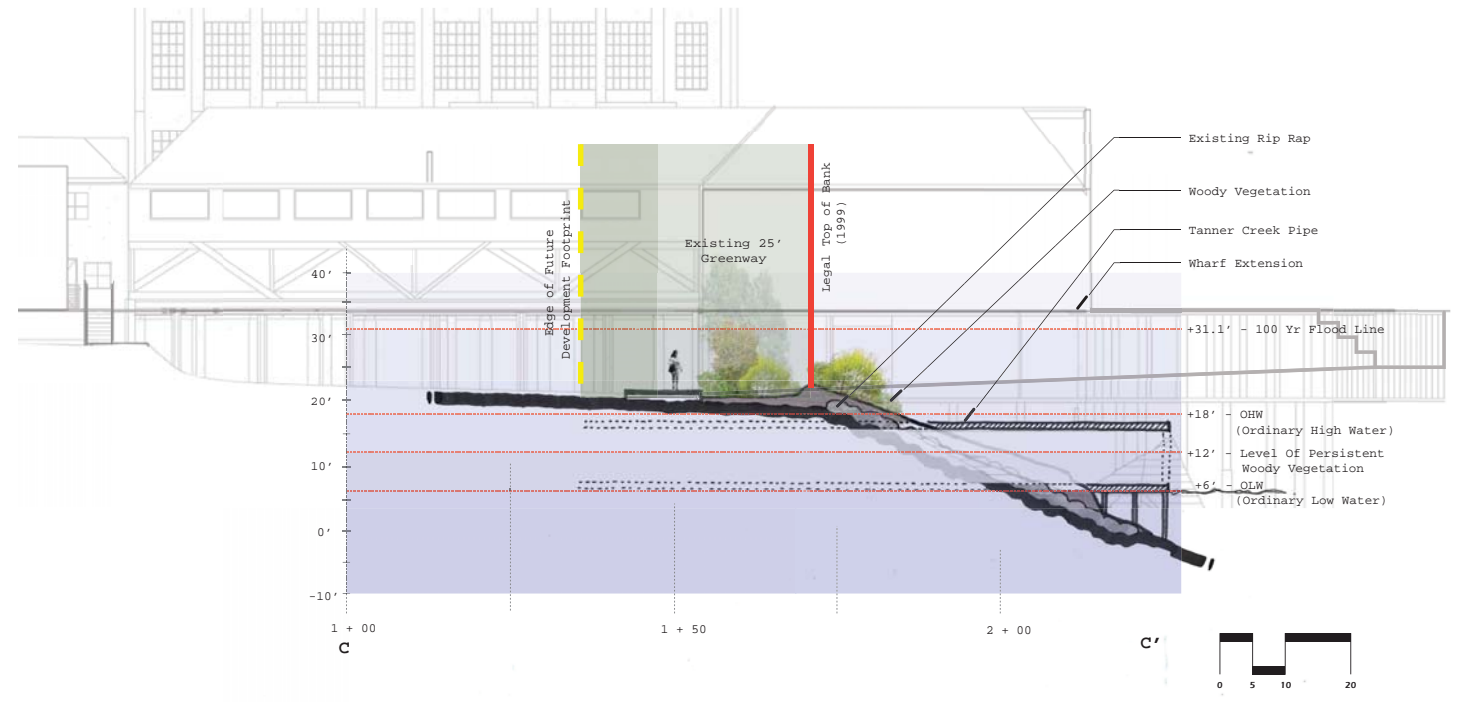 Existing Rip Rap
Woody Vegetation
Tanner Creek Pipe
Wharf Extension
Edge of Future
Development Footprint
Existing 25'
Greenway
Legal Top of Bank
(1999)
40'
30'
20'
10'
0'
-10'
+31.1' - 100 Yr Flood Line
+18' - OHW
(Ordinary High Water)
+12' - Level Of Persistent
Woody Vegetation
+6' - OLW
(Ordinary Low Water)
1 + 00
1 + 50
2 + 00
C
C'
0 5 10 20